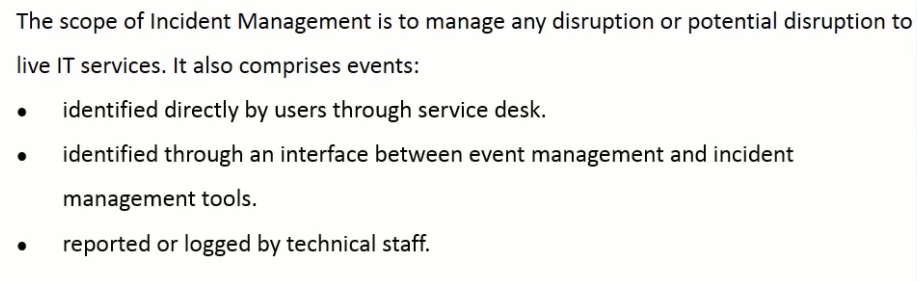 The scope of Incident Management is to manage any disruption or potential disruption to
live IT services. It also comprises events:
• identified directly by users through service desk.
• identified through an interface between event management and incident
management tools.
• reported or logged by technical staff.